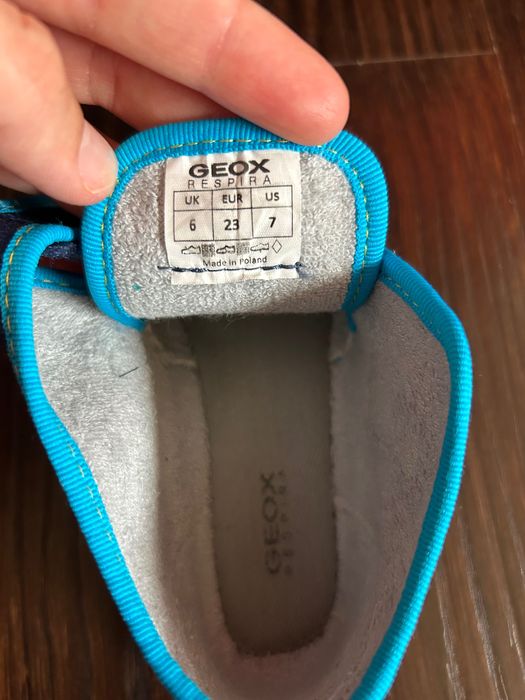 GEOX
RESPIRA
UK EUR US
6 23 7
Made in Poland
GEOX
RESPIRA